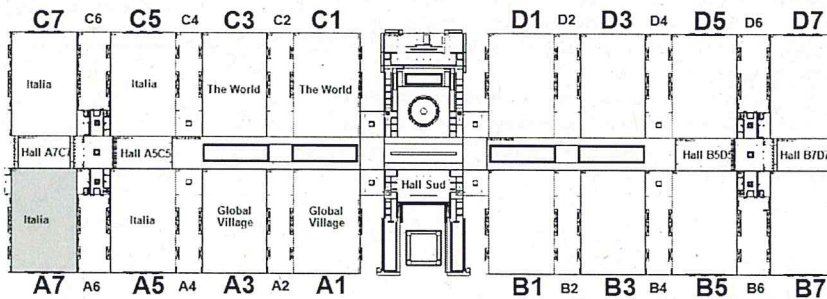 C7 C6 C5 C4 C3 C2 C1 D1 D2 D3 D4 D5 D6 D7
Italia Italia The World The World
Hall A7C7 Hall A5C5 Hall B5D5 Hall B7D7
Hall Sud
Italia Italia Global Village Global Village
A7 A6 A5 A4 A3 A2 A1 B1 B2 B3 B4 B5 B6 B7